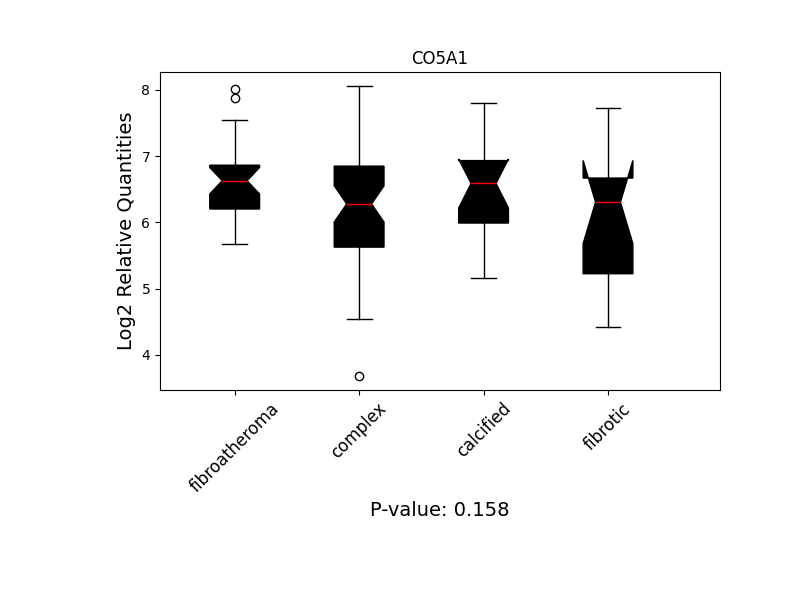 CO5A1
Log2 Relative Quantities
8
7
6
5
4
fibroatheroma
complex
calcified
fibrotic
P-value: 0.158